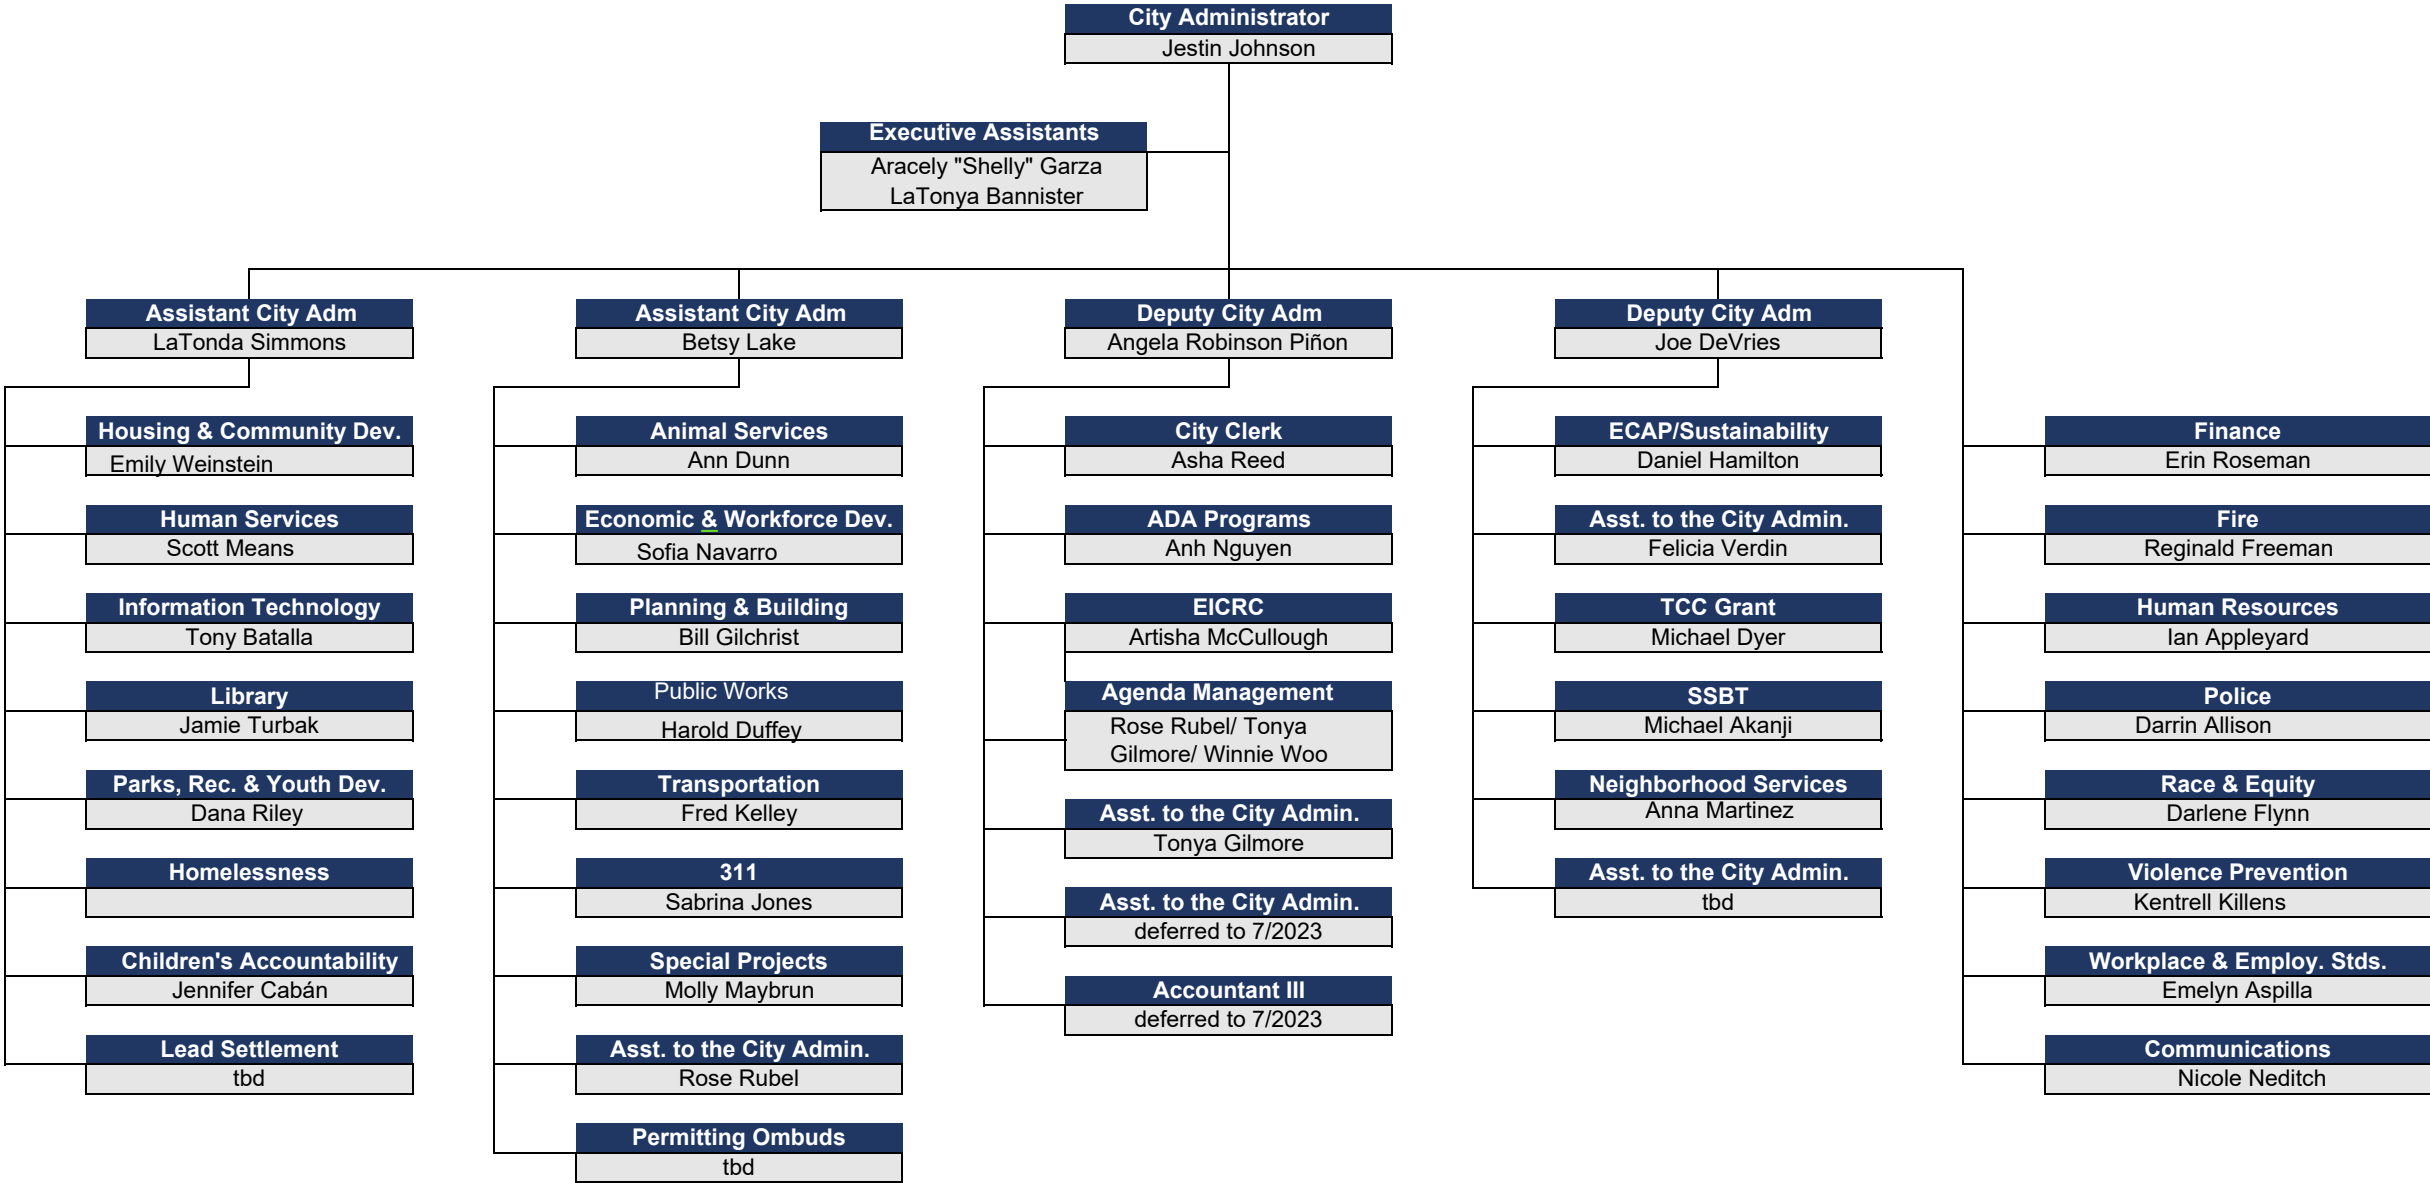 City Administrator
Jestin Johnson
Executive Assistants
Aracely "Shelly" Garza
LaTonya Bannister
Assistant City Adm
LaTonda Simmons
Housing & Community Dev.
Emily Weinstein
Human Services
Scott Means
Information Technology
Tony Batalla
Library
Jamie Turbak
Parks, Rec. & Youth Dev.
Dana Riley
Homelessness
Children's Accountability
Jennifer Cabán
Lead Settlement
tbd
Assistant City Adm
Betsy Lake
Animal Services
Ann Dunn
Economic & Workforce Dev.
Sofia Navarro
Planning & Building
Bill Gilchrist
Public Works
Harold Duffey
Transportation
Fred Kelley
311
Sabrina Jones
Special Projects
Molly Maybrun
Asst. to the City Admin.
Rose Rubel
Permitting Ombuds
tbd
Deputy City Adm
Angela Robinson Piñon
City Clerk
Asha Reed
ADA Programs
Anh Nguyen
EICRC
Artisha McCullough
Agenda Management
Rose Rubel/ Tonya
Gilmore/ Winnie Woo
Asst. to the City Admin.
Tonya Gilmore
Asst. to the City Admin.
deferred to 7/2023
Accountant III
deferred to 7/2023
Deputy City Adm
Joe DeVries
ECAP/Sustainability
Daniel Hamilton
Asst. to the City Admin.
Felicia Verdin
TCC Grant
Michael Dyer
SSBT
Michael Akanji
Neighborhood Services
Anna Martinez
Asst. to the City Admin.
tbd
Finance
Erin Roseman
Fire
Reginald Freeman
Human Resources
Ian Appleyard
Police
Darrin Allison
Race & Equity
Darlene Flynn
Violence Prevention
Kentrell Killens
Workplace & Employ. Stds.
Emelyn Aspilla
Communications
Nicole Neditch